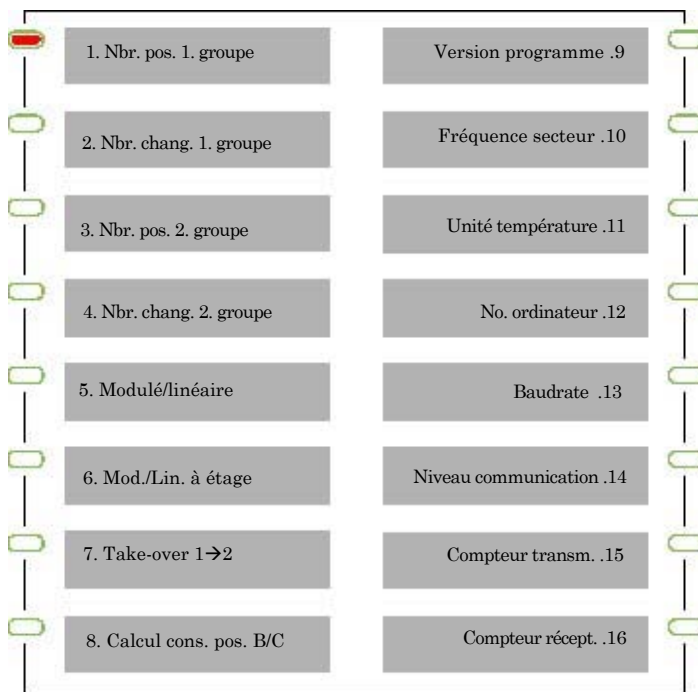 1. Nbr. pos. 1. groupe
2. Nbr. chang. 1. groupe
3. Nbr. pos. 2. groupe
4. Nbr. chang. 2. groupe
5. Modulé/linéaire
6. Mod./Lin. à étage
7. Take-over 1→2
8. Calcul cons. pos. B/C
Version programme .9
Fréquence secteur .10
Unité température .11
No. ordinateur .12
Baudrate .13
Niveau communication .14
Compteur transm. .15
Compteur récept. .16